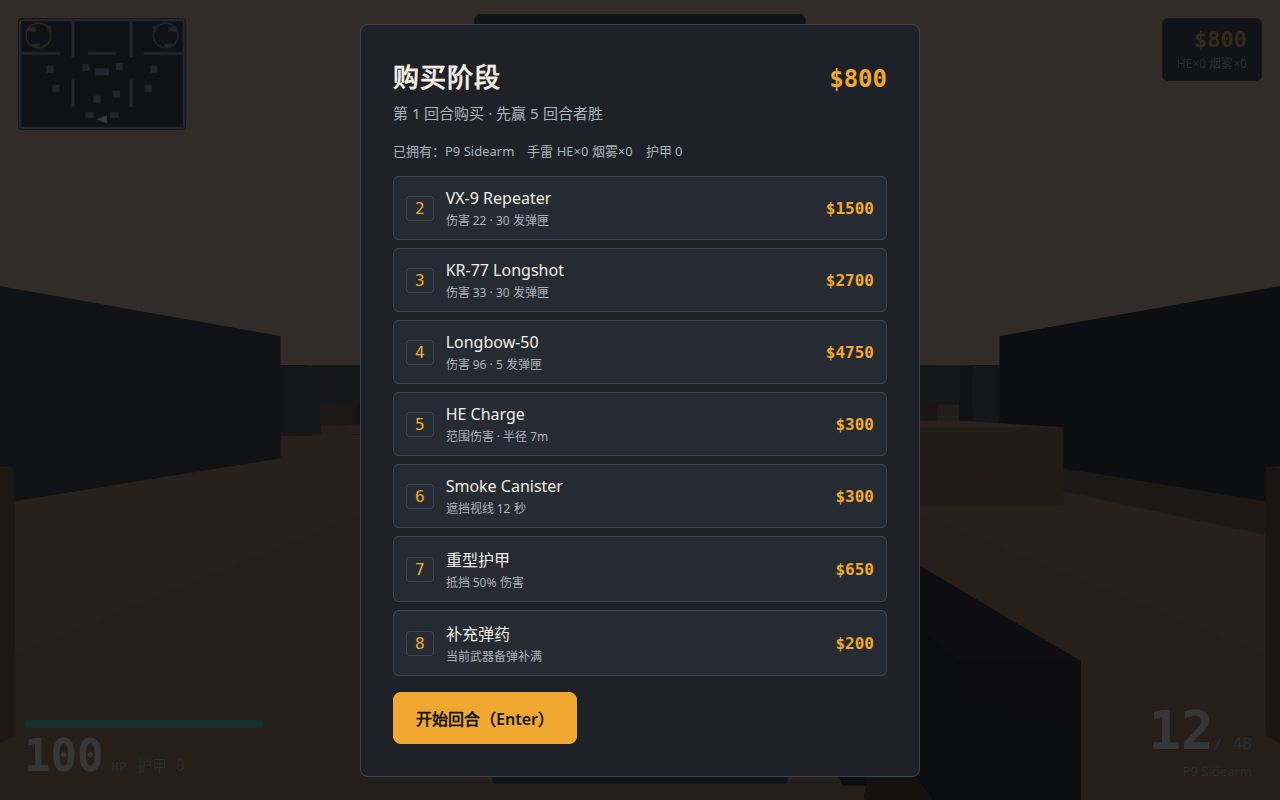 $800
HE×0 烟雾×0
购买阶段
$800
第 1 回合购买 · 先赢 5 回合者胜
已拥有：P9 Sidearm 手雷 HE×0 烟雾×0 护甲 0
2 VX-9 Repeater $1500
伤害 22 · 30 发弹匣
3 KR-77 Longshot $2700
伤害 33 · 30 发弹匣
4 Longbow-50 $4750
伤害 96 · 5 发弹匣
5 HE Charge $300
范围伤害 · 半径 7m
6 Smoke Canister $300
遮挡视线 12 秒
7 重型护甲 $650
抵挡 50% 伤害
8 补充弹药 $200
当前武器备弹补满
开始回合（Enter）
100 HP 护甲 0
12 / 48
P9 Sidearm